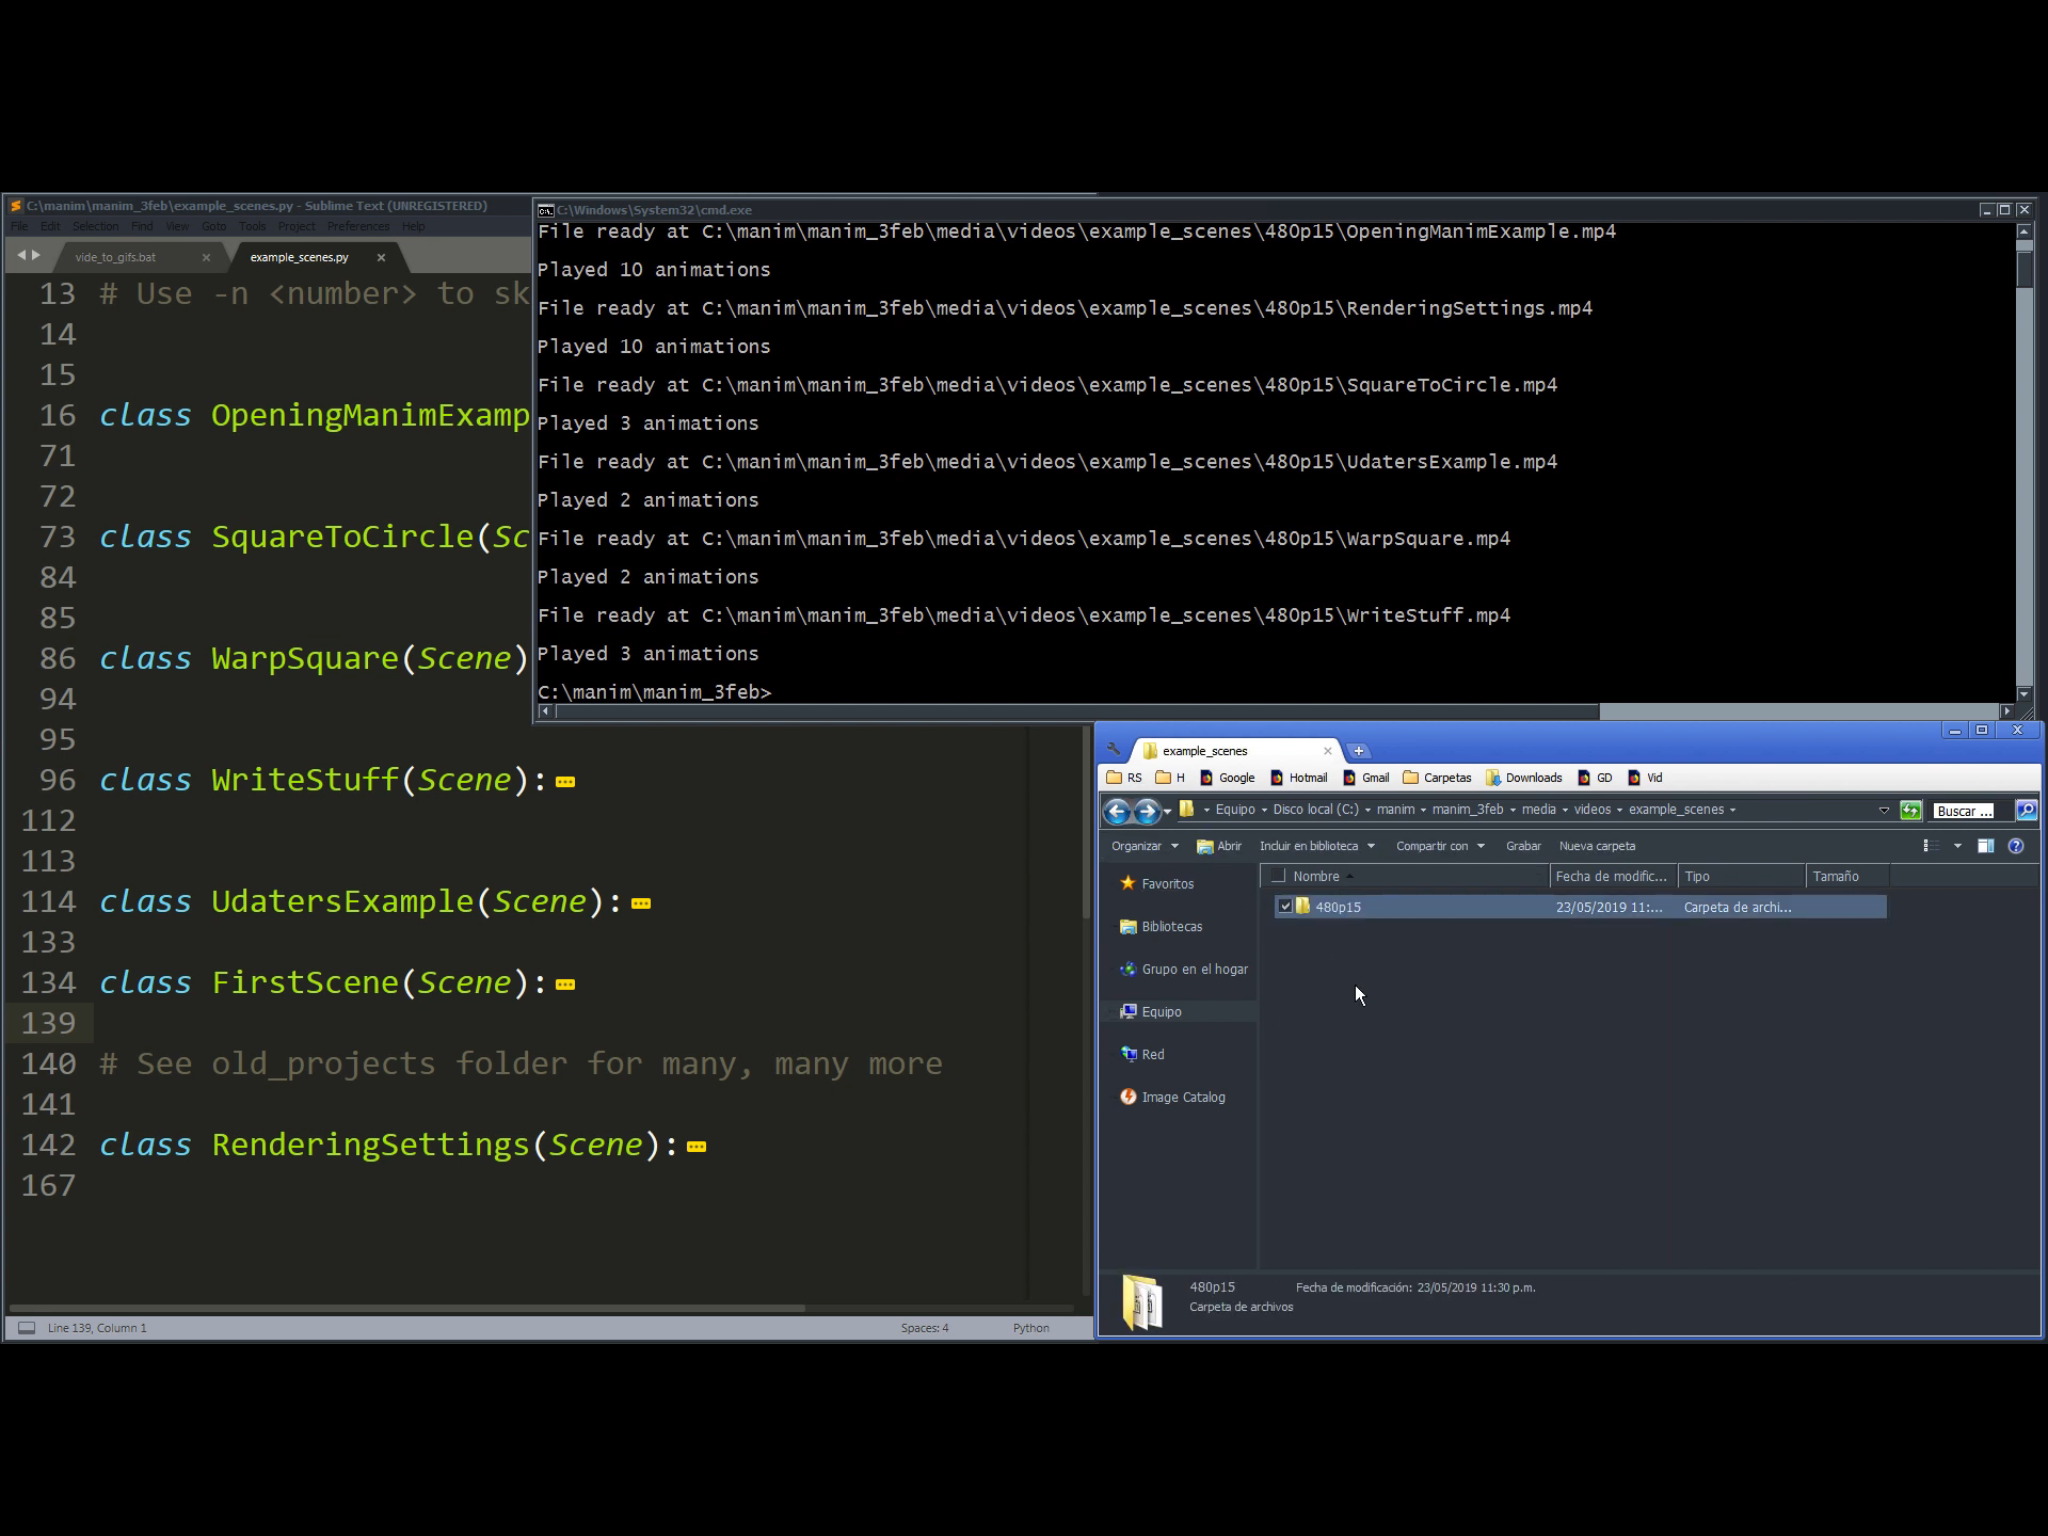 C:\manim\manim_3feb\example_scenes.py - Sublime Text (UNREGISTERED)
File Edit Selection Find View Goto Tools Project Preferences Help
vide_to_gifs.bat
example_scenes.py
13 # Use -n <number> to sk
14
15
16 class OpeningManimExamp
71
72
73 class SquareToCircle(Sc
84
85
86 class WarpSquare(Scene)
94
95
96 class WriteStuff(Scene):
112
113
114 class UdatersExample(Scene):
133
134 class FirstScene(Scene):
139
140 # See old_projects folder for many, many more
141
142 class RenderingSettings(Scene):
167
Line 139, Column 1
Spaces: 4
Python
C:\Windows\System32\cmd.exe
File ready at C:\manim\manim_3feb\media\videos\example_scenes\480p15\OpeningManimExample.mp4
Played 10 animations
File ready at C:\manim\manim_3feb\media\videos\example_scenes\480p15\RenderingSettings.mp4
Played 10 animations
File ready at C:\manim\manim_3feb\media\videos\example_scenes\480p15\SquareToCircle.mp4
Played 3 animations
File ready at C:\manim\manim_3feb\media\videos\example_scenes\480p15\UdatersExample.mp4
Played 2 animations
File ready at C:\manim\manim_3feb\media\videos\example_scenes\480p15\WarpSquare.mp4
Played 2 animations
File ready at C:\manim\manim_3feb\media\videos\example_scenes\480p15\WriteStuff.mp4
Played 3 animations
C:\manim\manim_3feb>
example_scenes
RS H Google Hotmail Gmail Carpetas Downloads GD Vid
Equipo Disco local (C:) manim manim_3feb media videos example_scenes
Buscar ...
Organizar Abrir Incluir en biblioteca Compartir con Grabar Nueva carpeta
Favoritos
Bibliotecas
Grupo en el hogar
Equipo
Red
Image Catalog
Nombre Fecha de modific... Tipo Tamaño
480p15 23/05/2019 11:... Carpeta de archi...
480p15 Fecha de modificación: 23/05/2019 11:30 p.m.
Carpeta de archivos